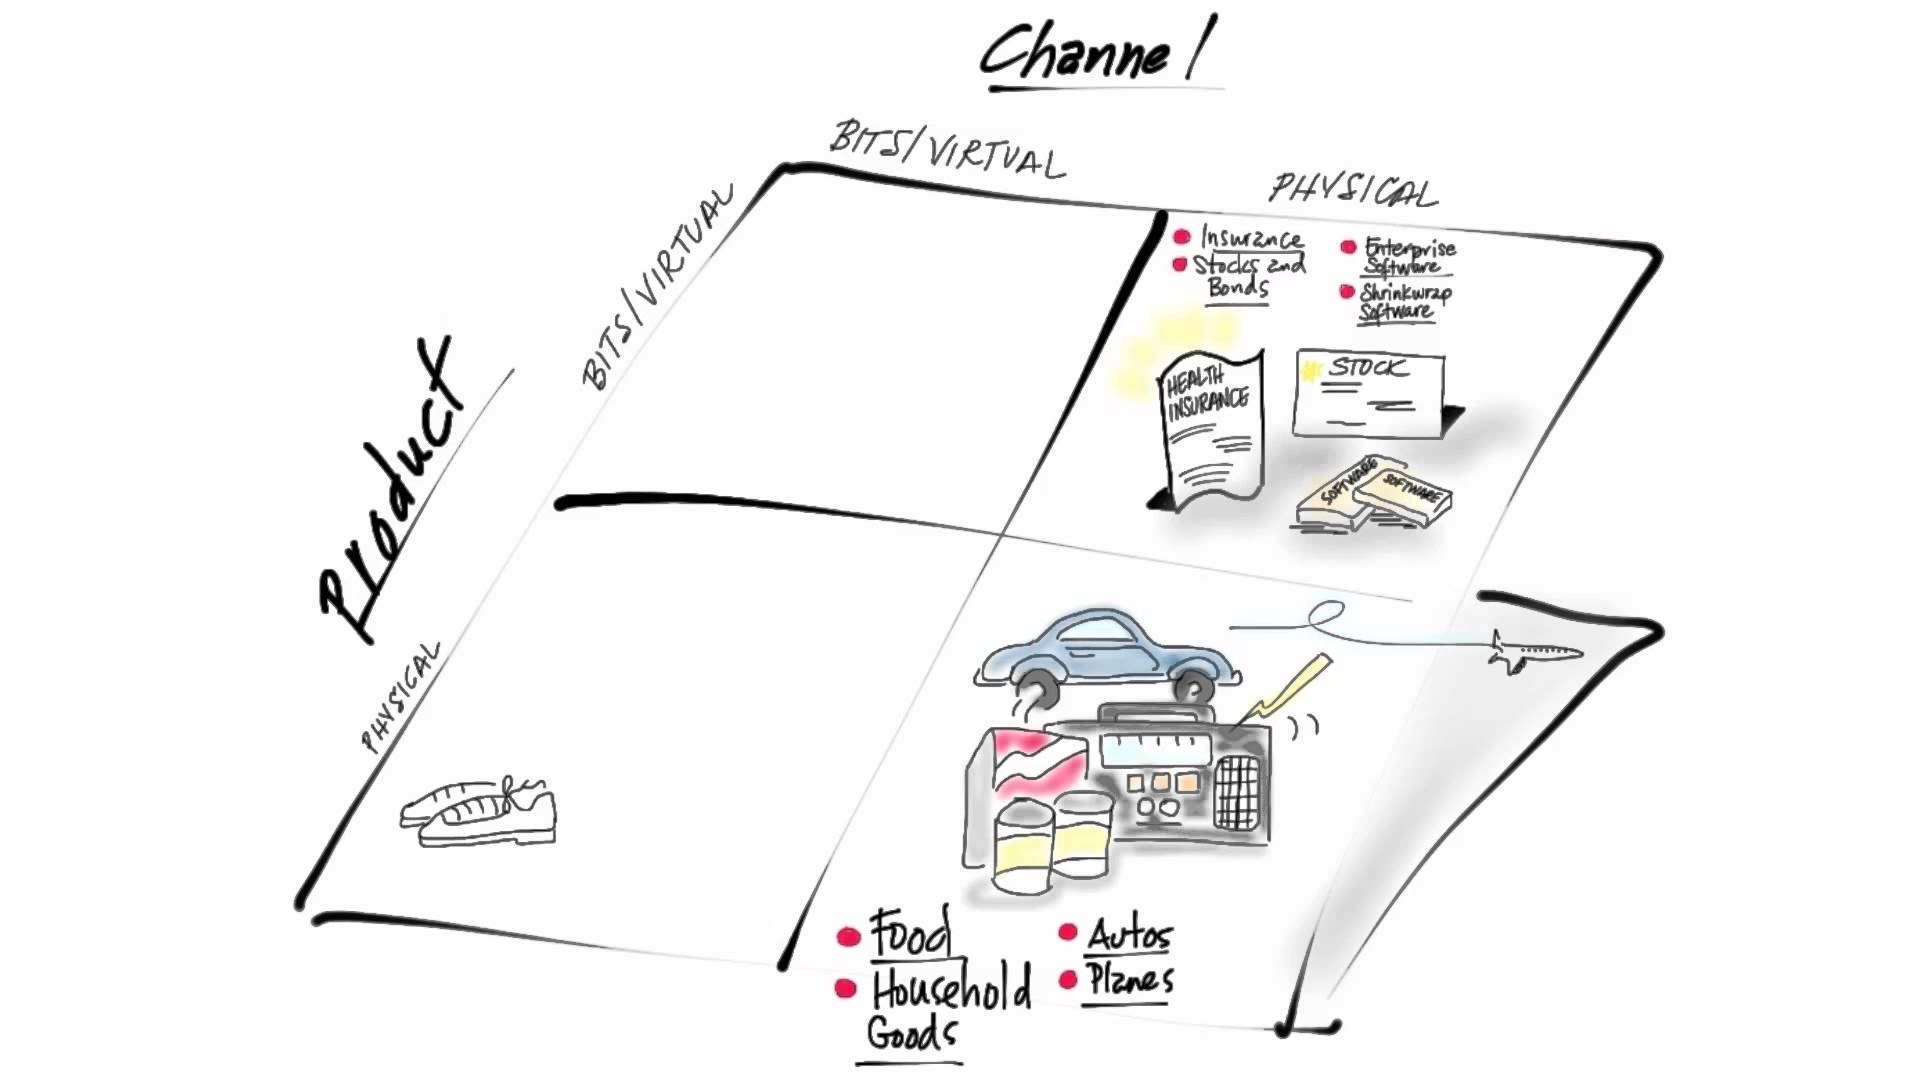 Channel
BITS/VIRTUAL
PHYSICAL
Product
BITS/VIRTUAL
PHYSICAL
Insurance
Stocks and
Bonds
Enterprise
Software
Shrinkwrap
Software
HEALTH
INSURANCE
STOCK
SOFTWARE
SOFTWARE
Food
Household
Goods
Autos
Planes